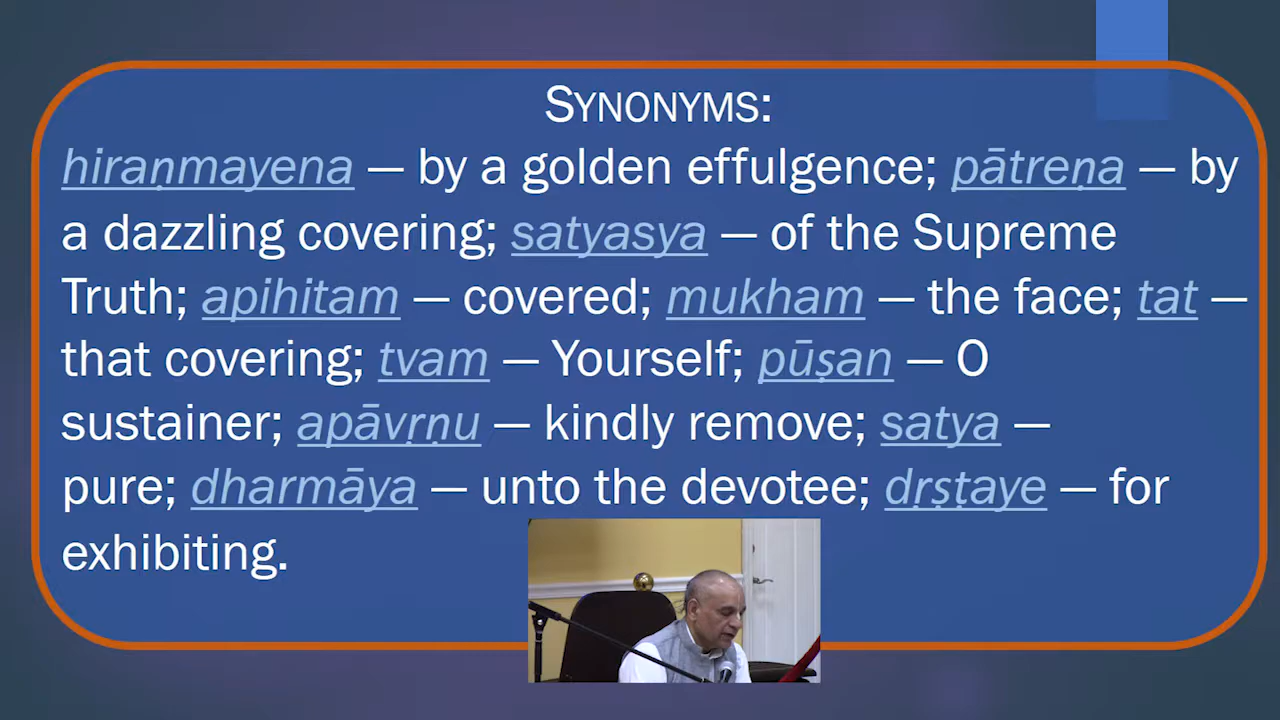 SYNONYMS:
hiraṇmayena — by a golden effulgence; pātreṇa — by
a dazzling covering; satyasya — of the Supreme
Truth; apihitam — covered; mukham — the face; tat —
that covering; tvam — Yourself; pūṣan — O
sustainer; apāvṛṇu — kindly remove; satya —
pure; dharmāya — unto the devotee; dṛṣṭaye — for
exhibiting.